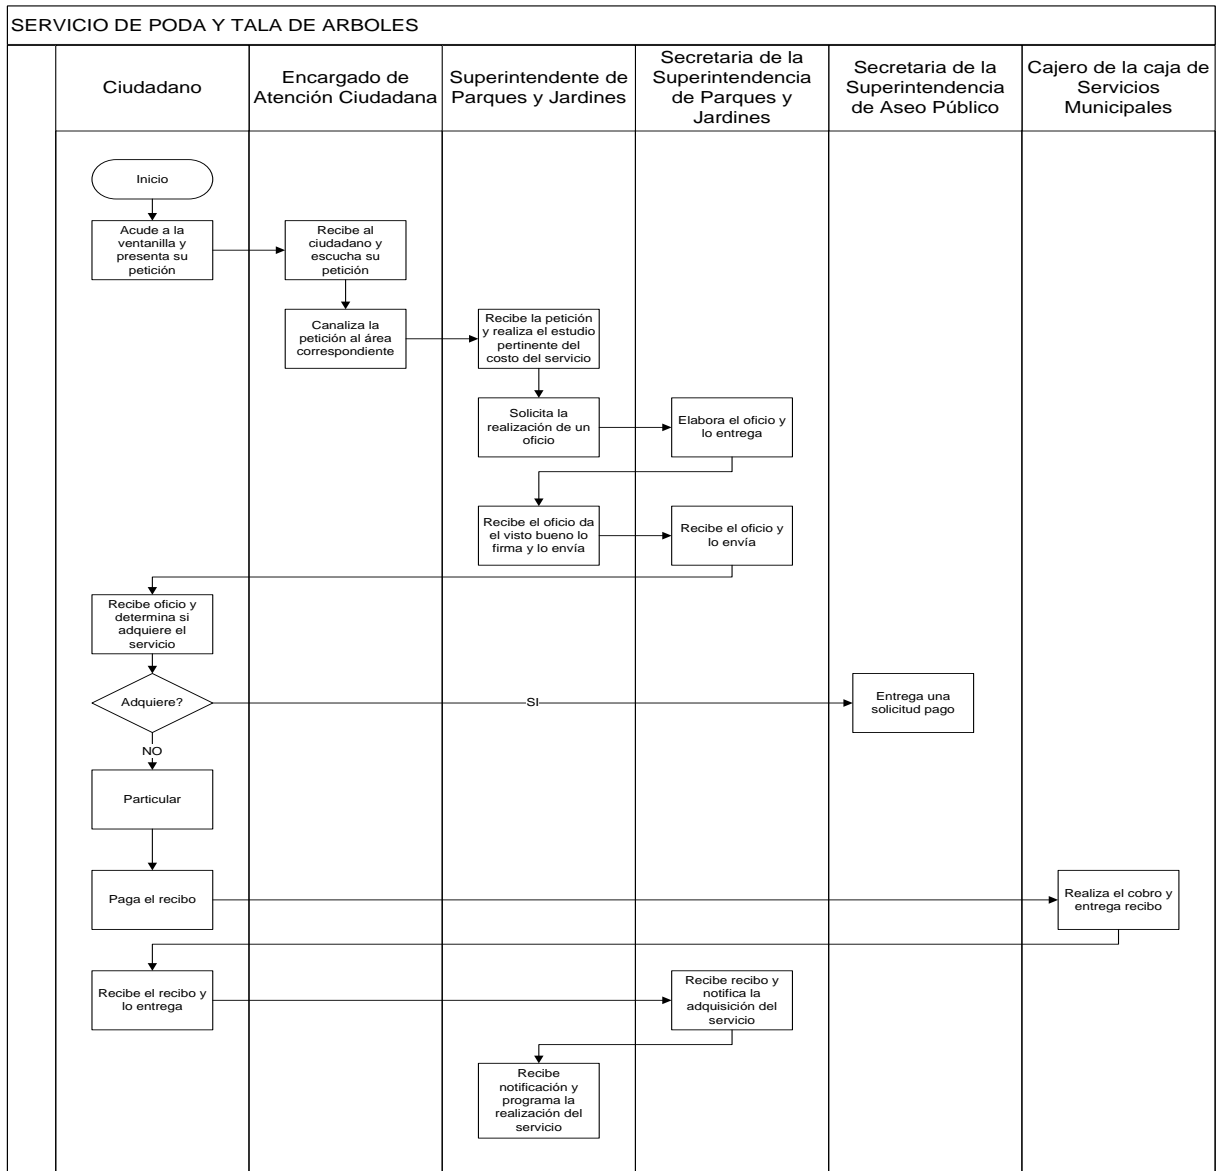 SERVICIO DE PODA Y TALA DE ARBOLES
Ciudadano
Encargado de
Atención Ciudadana
Superintendente de
Parques y Jardines
Secretaria de la
Superintendencia
de Parques y
Jardines
Secretaria de la
Superintendencia
de Aseo Público
Cajero de la caja de
Servicios
Municipales
Inicio
Acude a la
ventanilla y
presenta su
petición
Recibe al
ciudadano y
escucha su
petición
Canaliza la
petición al área
correspondiente
Recibe la petición
y realiza el estudio
pertinente del
costo del servicio
Solicita la
realización de un
oficio
Elabora el oficio y
lo entrega
Recibe el oficio da
el visto bueno lo
firma y lo envía
Recibe el oficio y
lo envía
Recibe oficio y
determina si
adquiere el
servicio
Adquiere?
SI
Entrega una
solicitud pago
NO
Particular
Paga el recibo
Realiza el cobro y
entrega recibo
Recibe el recibo y
lo entrega
Recibe recibo y
notifica la
adquisición del
servicio
Recibe
notificación y
programa la
realización del
servicio